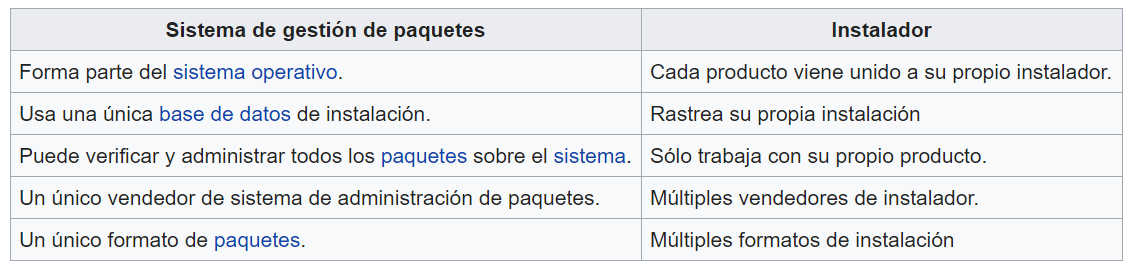 Sistema de gestión de paquetes Instalador
Forma parte del sistema operativo. Cada producto viene unido a su propio instalador.
Usa una única base de datos de instalación. Rastrea su propia instalación
Puede verificar y administrar todos los paquetes sobre el sistema. Sólo trabaja con su propio producto.
Un único vendedor de sistema de administración de paquetes. Múltiples vendedores de instalador.
Un único formato de paquetes. Múltiples formatos de instalación